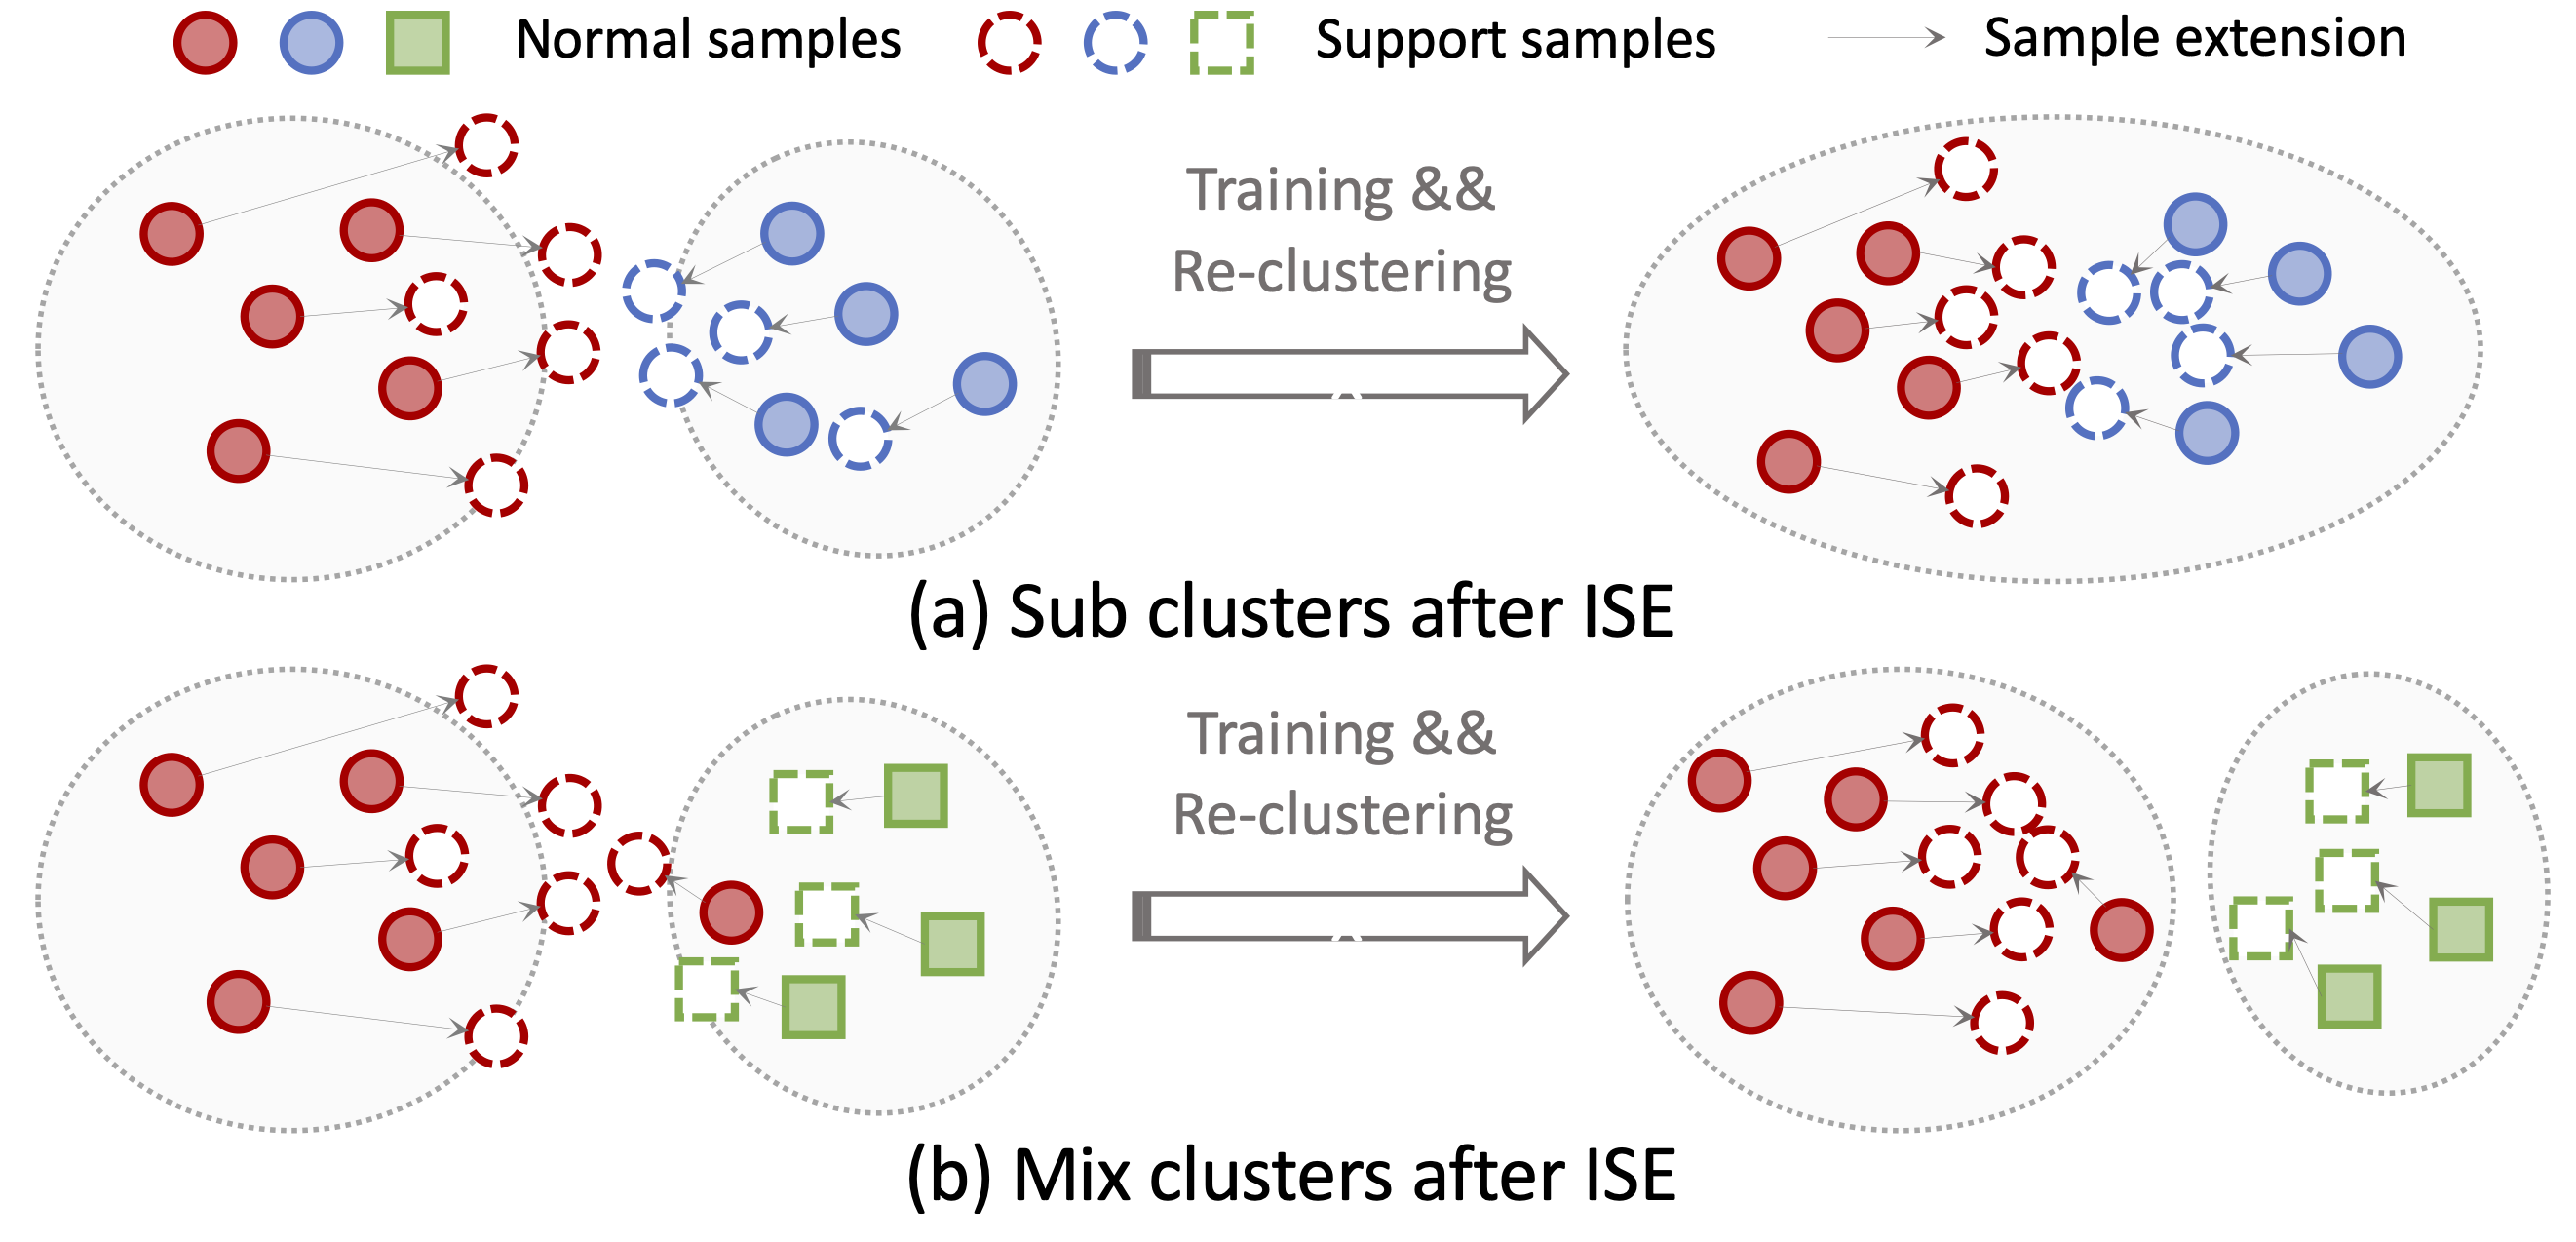 Normal samples Support samples Sample extension
Training &&
Re-clustering
(a) Sub clusters after ISE
Training &&
Re-clustering
(b) Mix clusters after ISE